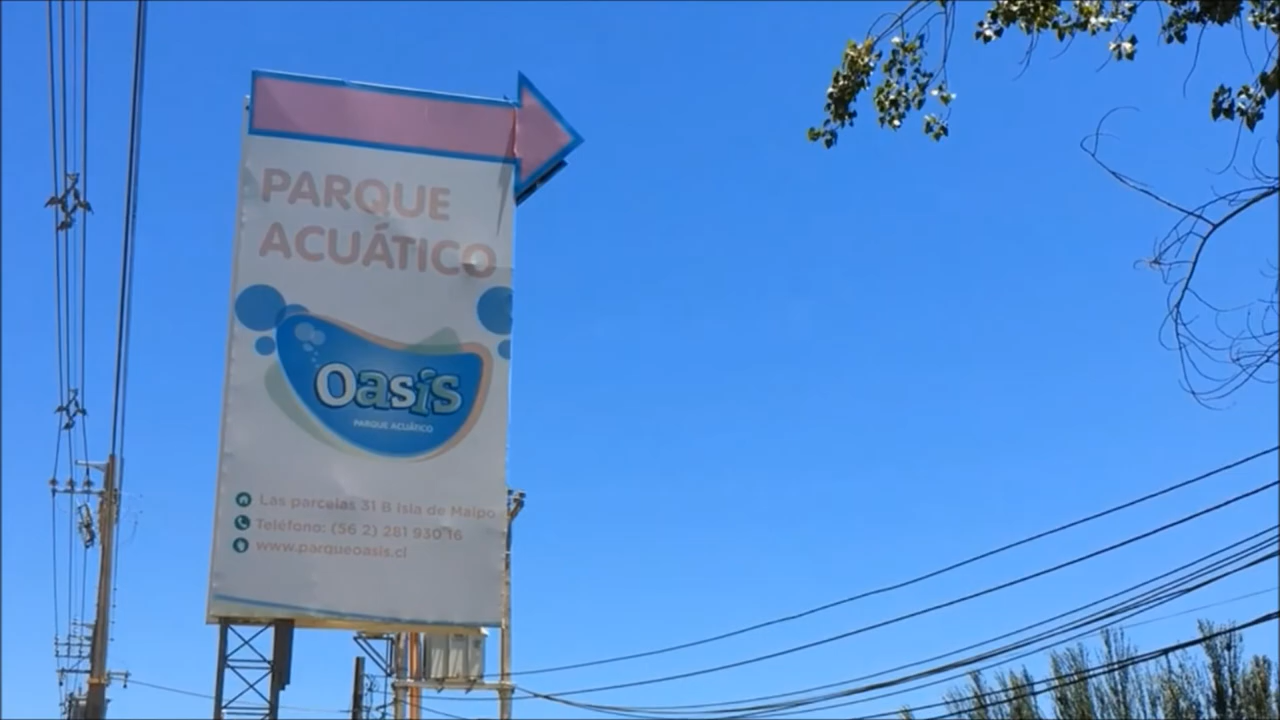 PARQUE
ACUÁTICO
Oasis
PARQUE ACUÁTICO
Las parcelas 31 B Isla de Maipo
Teléfono: (56 2) 281 930 16
www.parqueoasis.cl